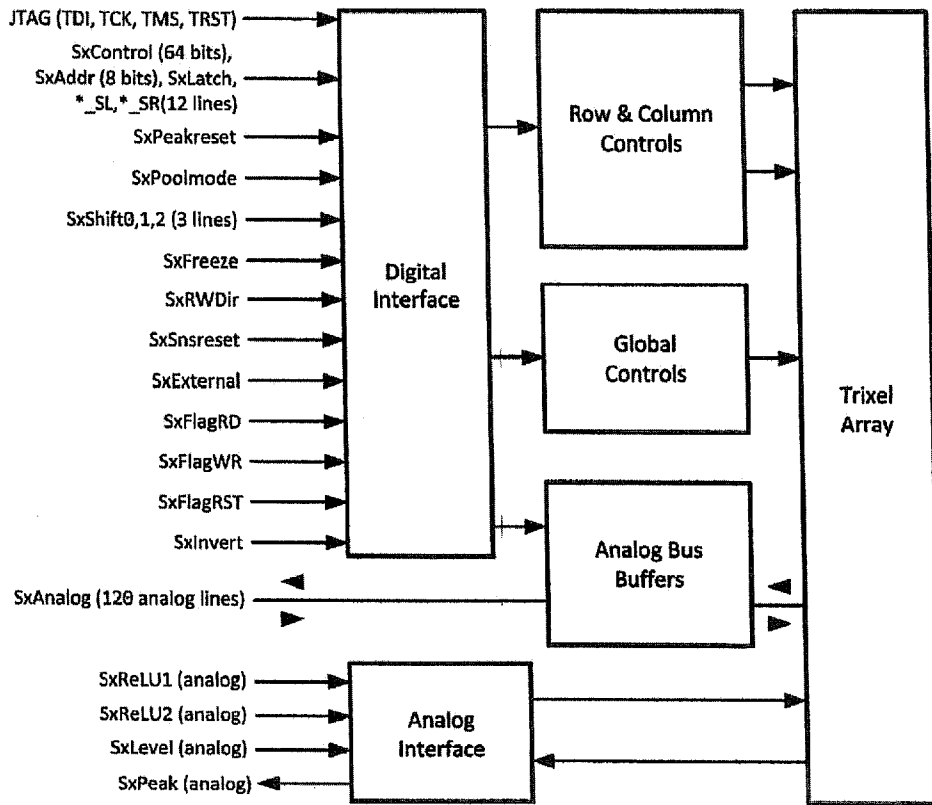 JTAG (TDI, TCK, TMS, TRST)
SxControl (64 bits),
SxAddr (8 bits), SxLatch,
*_SL,*_SR(12 lines)
SxPeakreset
SxPoolmode
SxShift0,1,2 (3 lines)
SxFreeze
SxRWDir
SxSnsreset
SxExternal
SxFlagRD
SxFlagWR
SxFlagRST
SxInvert
SxAnalog (120 analog lines)
SxReLU1 (analog)
SxReLU2 (analog)
SxLevel (analog)
SxPeak (analog)
Digital
Interface
Row & Column
Controls
Global
Controls
Analog Bus
Buffers
Analog
Interface
Trixel
Array